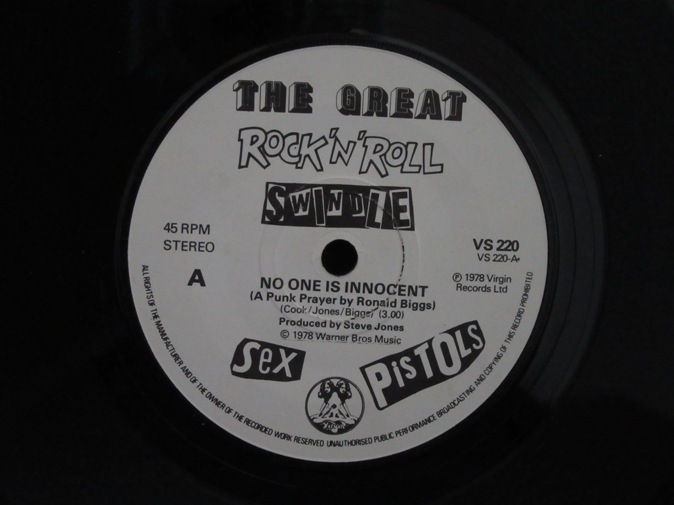 THE GREAT
ROCK'N'ROLL
SWINDLE
45 RPM
STEREO
A
VS 220
VS 220-A
℗ 1978 Virgin
Records Ltd
NO ONE IS INNOCENT
(A Punk Prayer by Ronald Biggs)
(Cook/Jones/Biggs) (3.00)
Produced by Steve Jones
© 1978 Warner Bros Music
SEX PISTOLS
Virgin
ALL RIGHTS OF THE MANUFACTURER AND OF THE OWNER OF THE RECORDED WORK RESERVED UNAUTHORISED PUBLIC PERFORMANCE BROADCASTING AND COPYING OF THIS RECORD PROHIBITED